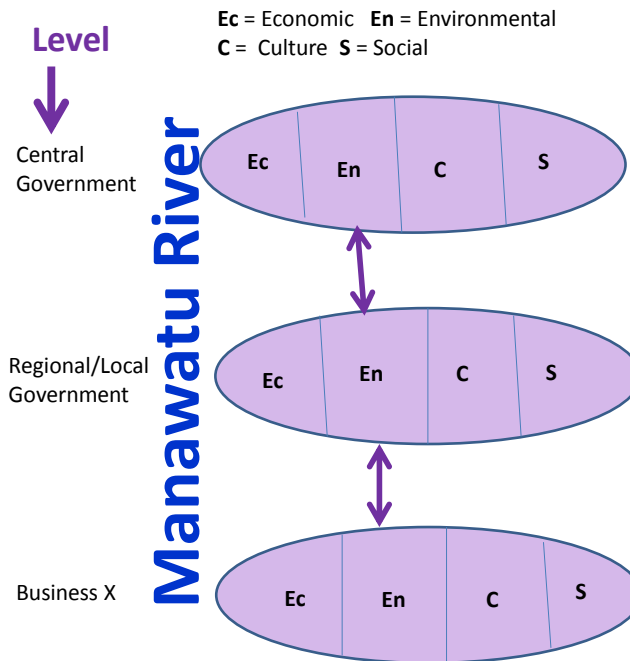 Ec = Economic En = Environmental
C = Culture S = Social
Level
Manawatu River
Central
Government
Ec En C S
Regional/Local
Government
Ec En C S
Business X
Ec En C S